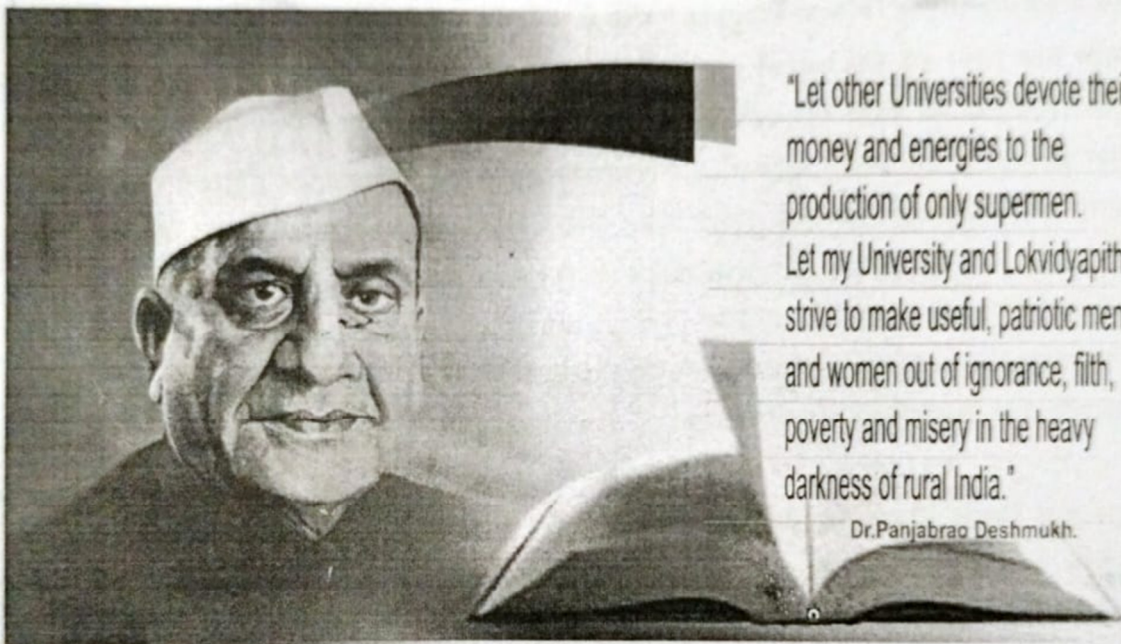 "Let other Universities devote thei
money and energies to the
production of only supermen.
Let my University and Lokvidyapith
strive to make useful, patriotic men
and women out of ignorance, filth,
poverty and misery in the heavy
darkness of rural India."
Dr.Panjabrao Deshmukh.